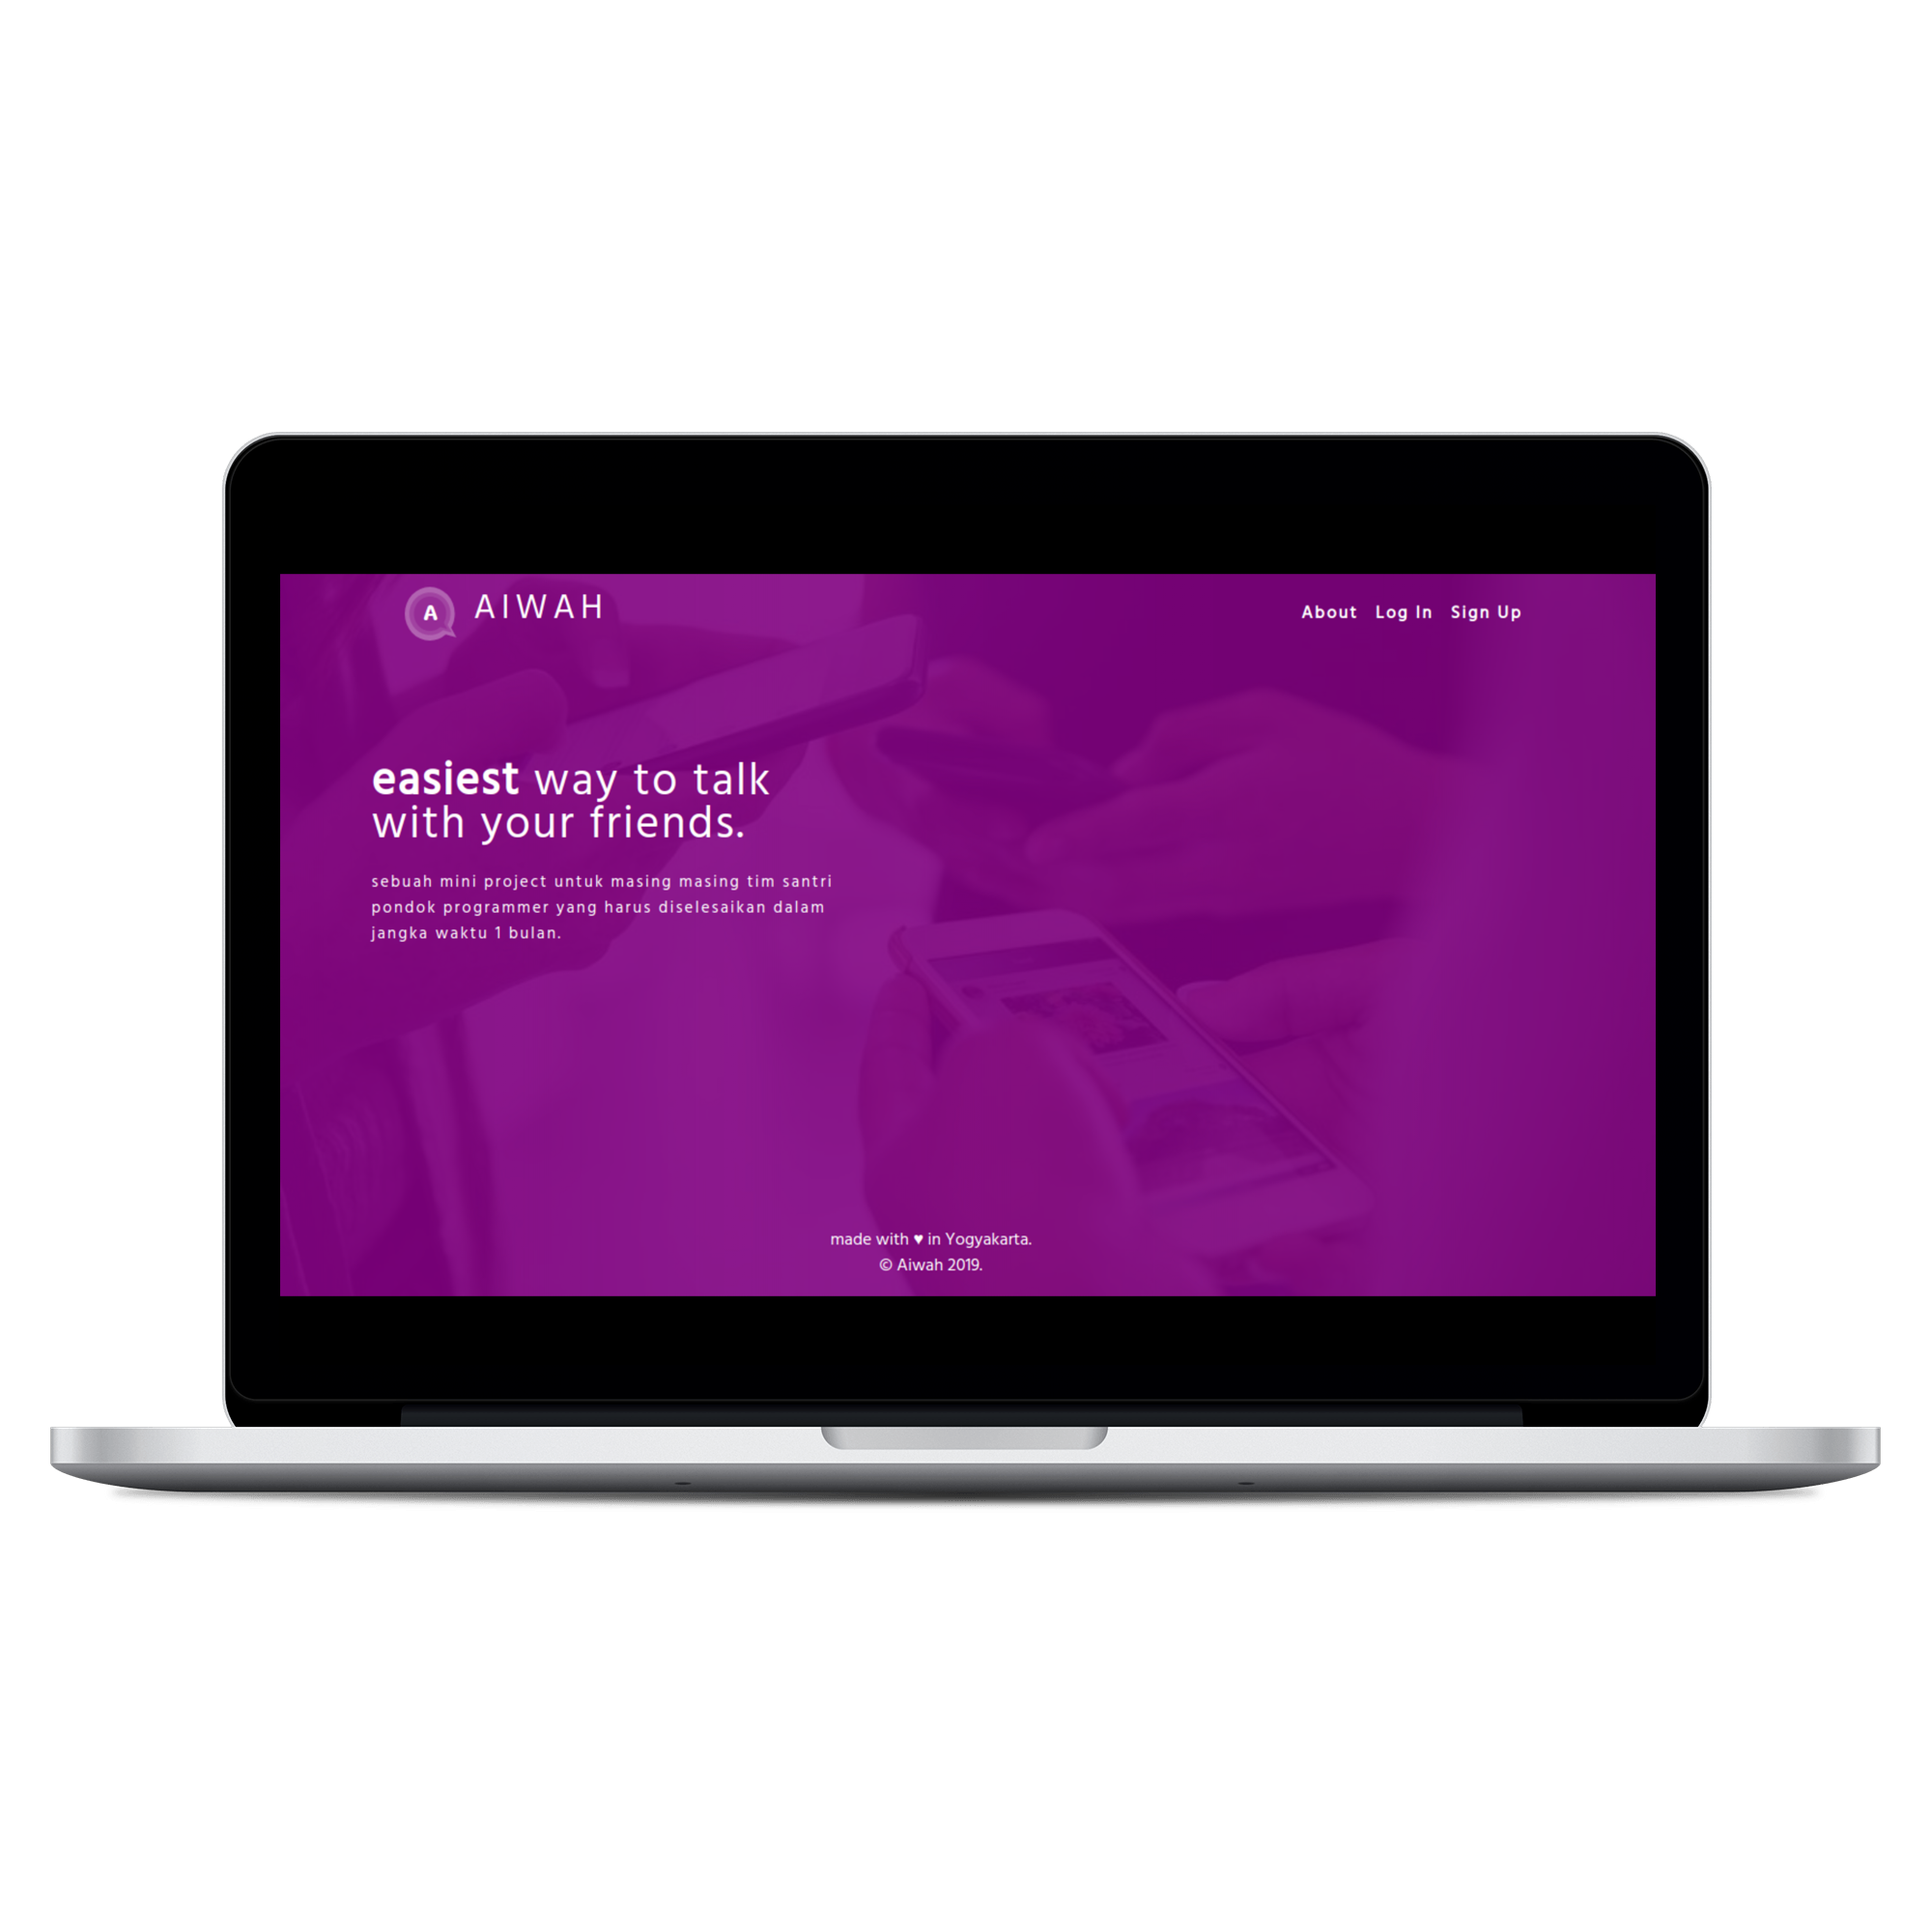 A
AIWAH
About Log In Sign Up
easiest way to talk
with your friends.
sebuah mini project untuk masing masing tim santri
pondok programmer yang harus diselesaikan dalam
jangka waktu 1 bulan.
made with ♥ in Yogyakarta.
© Aiwah 2019.